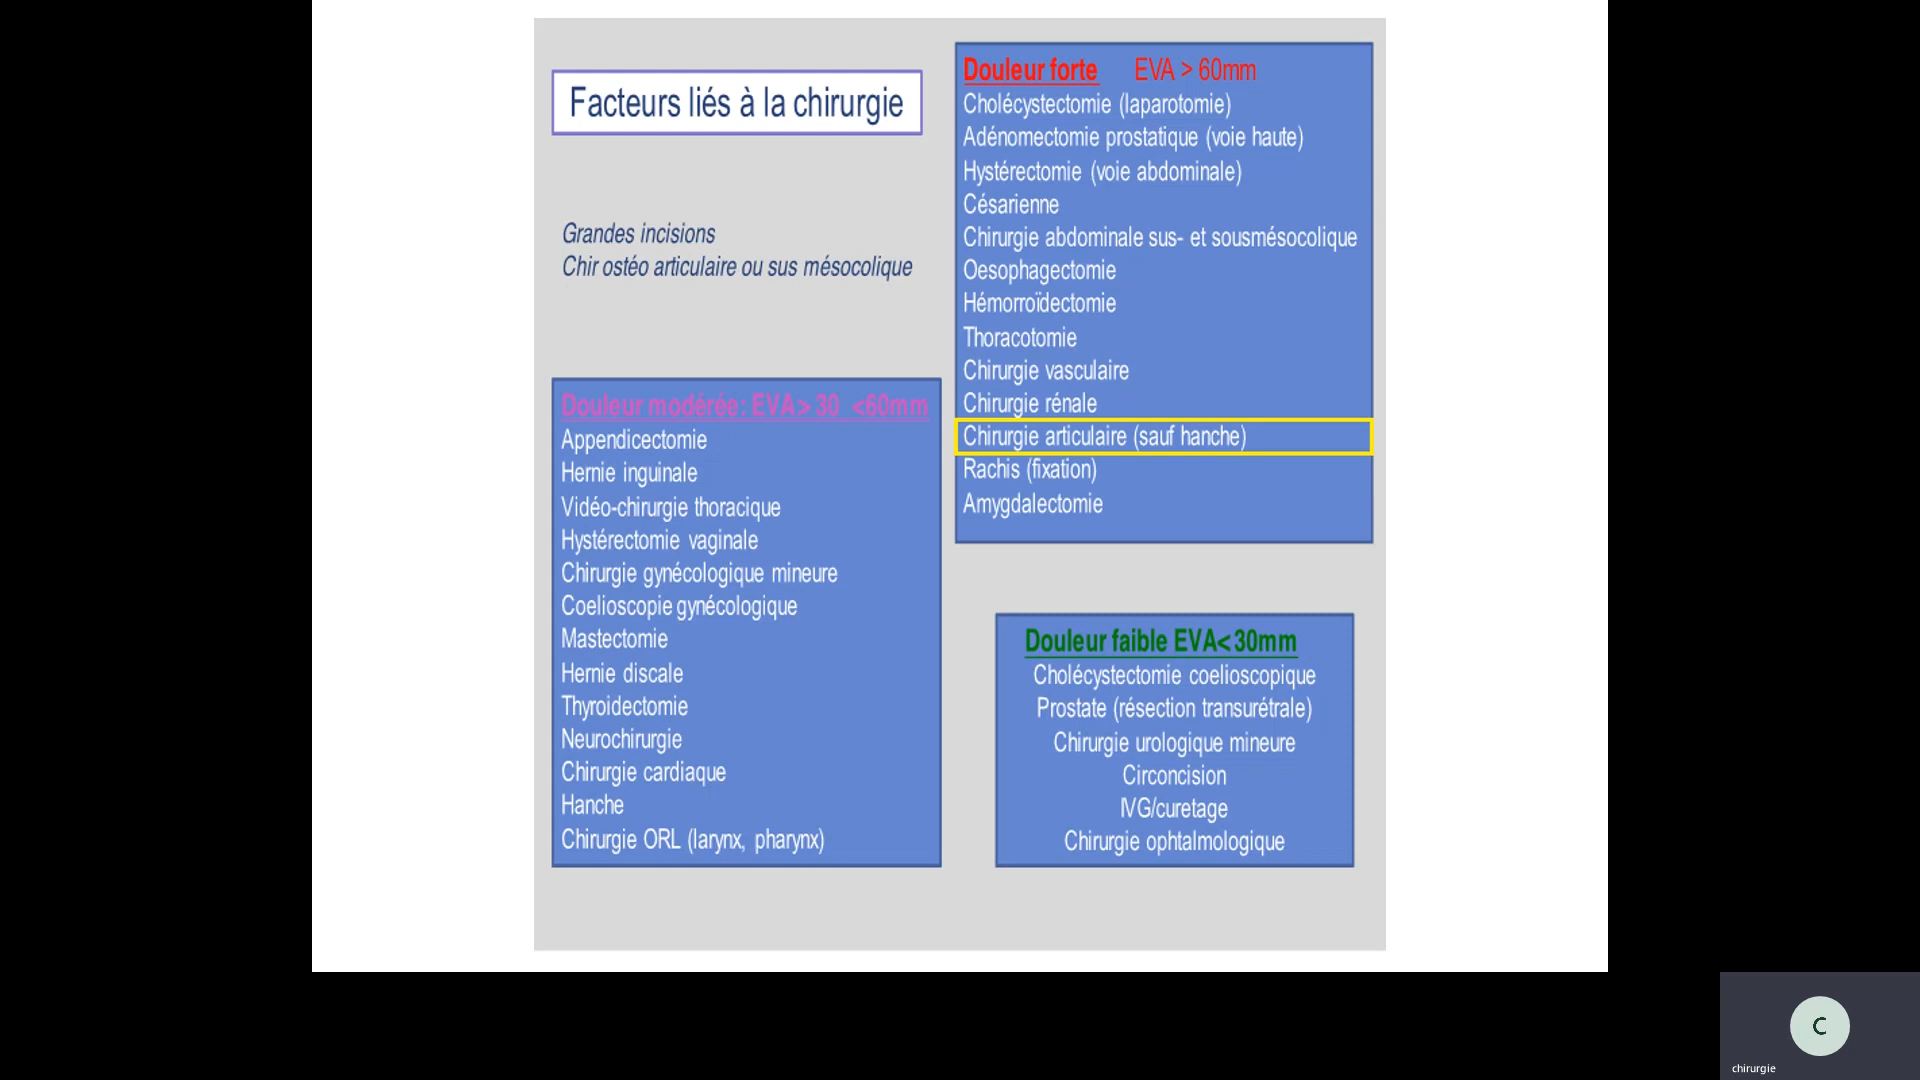 Facteurs liés à la chirurgie
Grandes incisions
Chir ostéo articulaire ou sus mésocolique
Douleur forte EVA > 60mm
Cholécystectomie (laparotomie)
Adénomectomie prostatique (voie haute)
Hystérectomie (voie abdominale)
Césarienne
Chirurgie abdominale sus- et sousmésocolique
Oesophagectomie
Hémorroïdectomie
Thoracotomie
Chirurgie vasculaire
Chirurgie rénale
Chirurgie articulaire (sauf hanche)
Rachis (fixation)
Amygdalectomie
Douleur modérée: EVA> 30 <60mm
Appendicectomie
Hernie inguinale
Vidéo-chirurgie thoracique
Hystérectomie vaginale
Chirurgie gynécologique mineure
Coelioscopie gynécologique
Mastectomie
Hernie discale
Thyroidectomie
Neurochirurgie
Chirurgie cardiaque
Hanche
Chirurgie ORL (larynx, pharynx)
Douleur faible EVA< 30mm
Cholécystectomie coelioscopique
Prostate (résection transurétrale)
Chirurgie urologique mineure
Circoncision
IVG/curetage
Chirurgie ophtalmologique
C
chirurgie